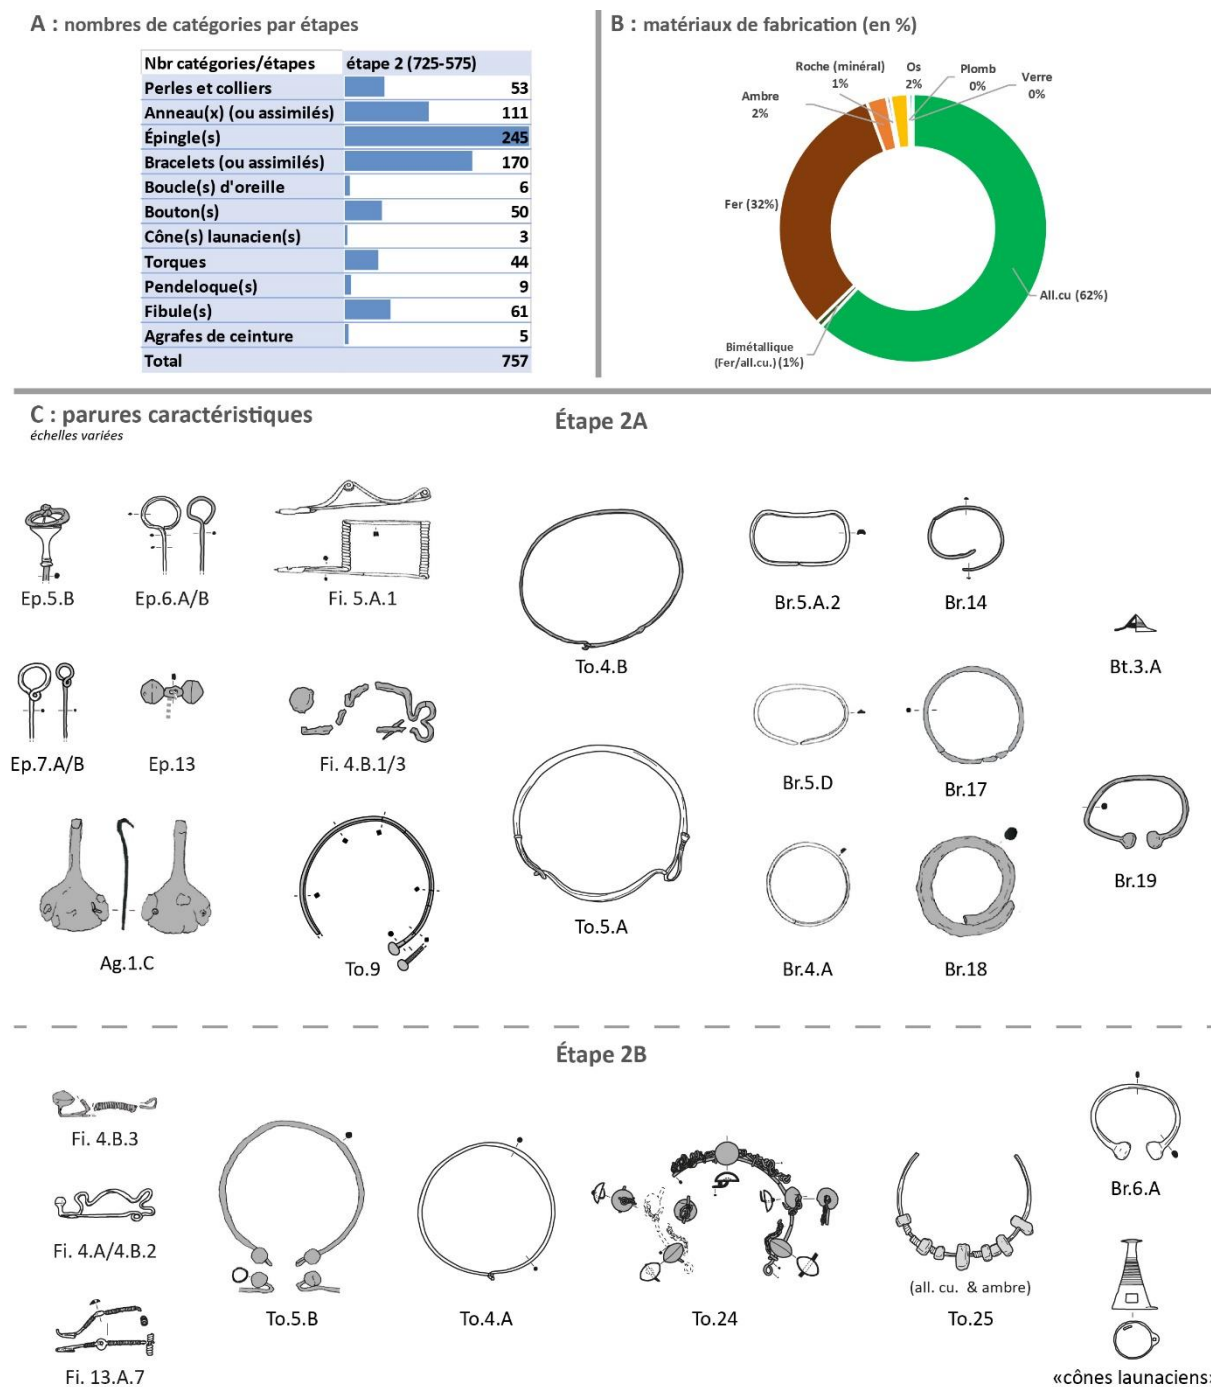 A : nombres de catégories par étapes
Nbr catégories/étapes étape 2 (725-575)
Perles et colliers 53
Anneau(x) (ou assimilés) 111
Épingle(s) 245
Bracelets (ou assimilés) 170
Boucle(s) d'oreille 6
Bouton(s) 50
Cône(s) launacien(s) 3
Torques 44
Pendeloque(s) 9
Fibule(s) 61
Agrafes de ceinture 5
Total 757
B : matériaux de fabrication (en %)
Roche (minéral)
1%
Os
2%
Plomb
0%
Verre
0%
Ambre
2%
Fer (32%)
All.cu (62%)
Bimétallique
(Fer/all.cu.) (1%)
C : parures caractéristiques
échelles variées
Étape 2A
Ep.5.B
Ep.6.A/B
Fi. 5.A.1
To.4.B
Br.5.A.2
Br.14
Bt.3.A
Ep.7.A/B
Ep.13
Fi. 4.B.1/3
Br.5.D
Br.17
Ag.1.C
To.9
To.5.A
Br.4.A
Br.18
Br.19
Étape 2B
Fi. 4.B.3
Fi. 4.A/4.B.2
Fi. 13.A.7
To.5.B
To.4.A
To.24
(all. cu. & ambre)
To.25
Br.6.A
«cônes launaciens»